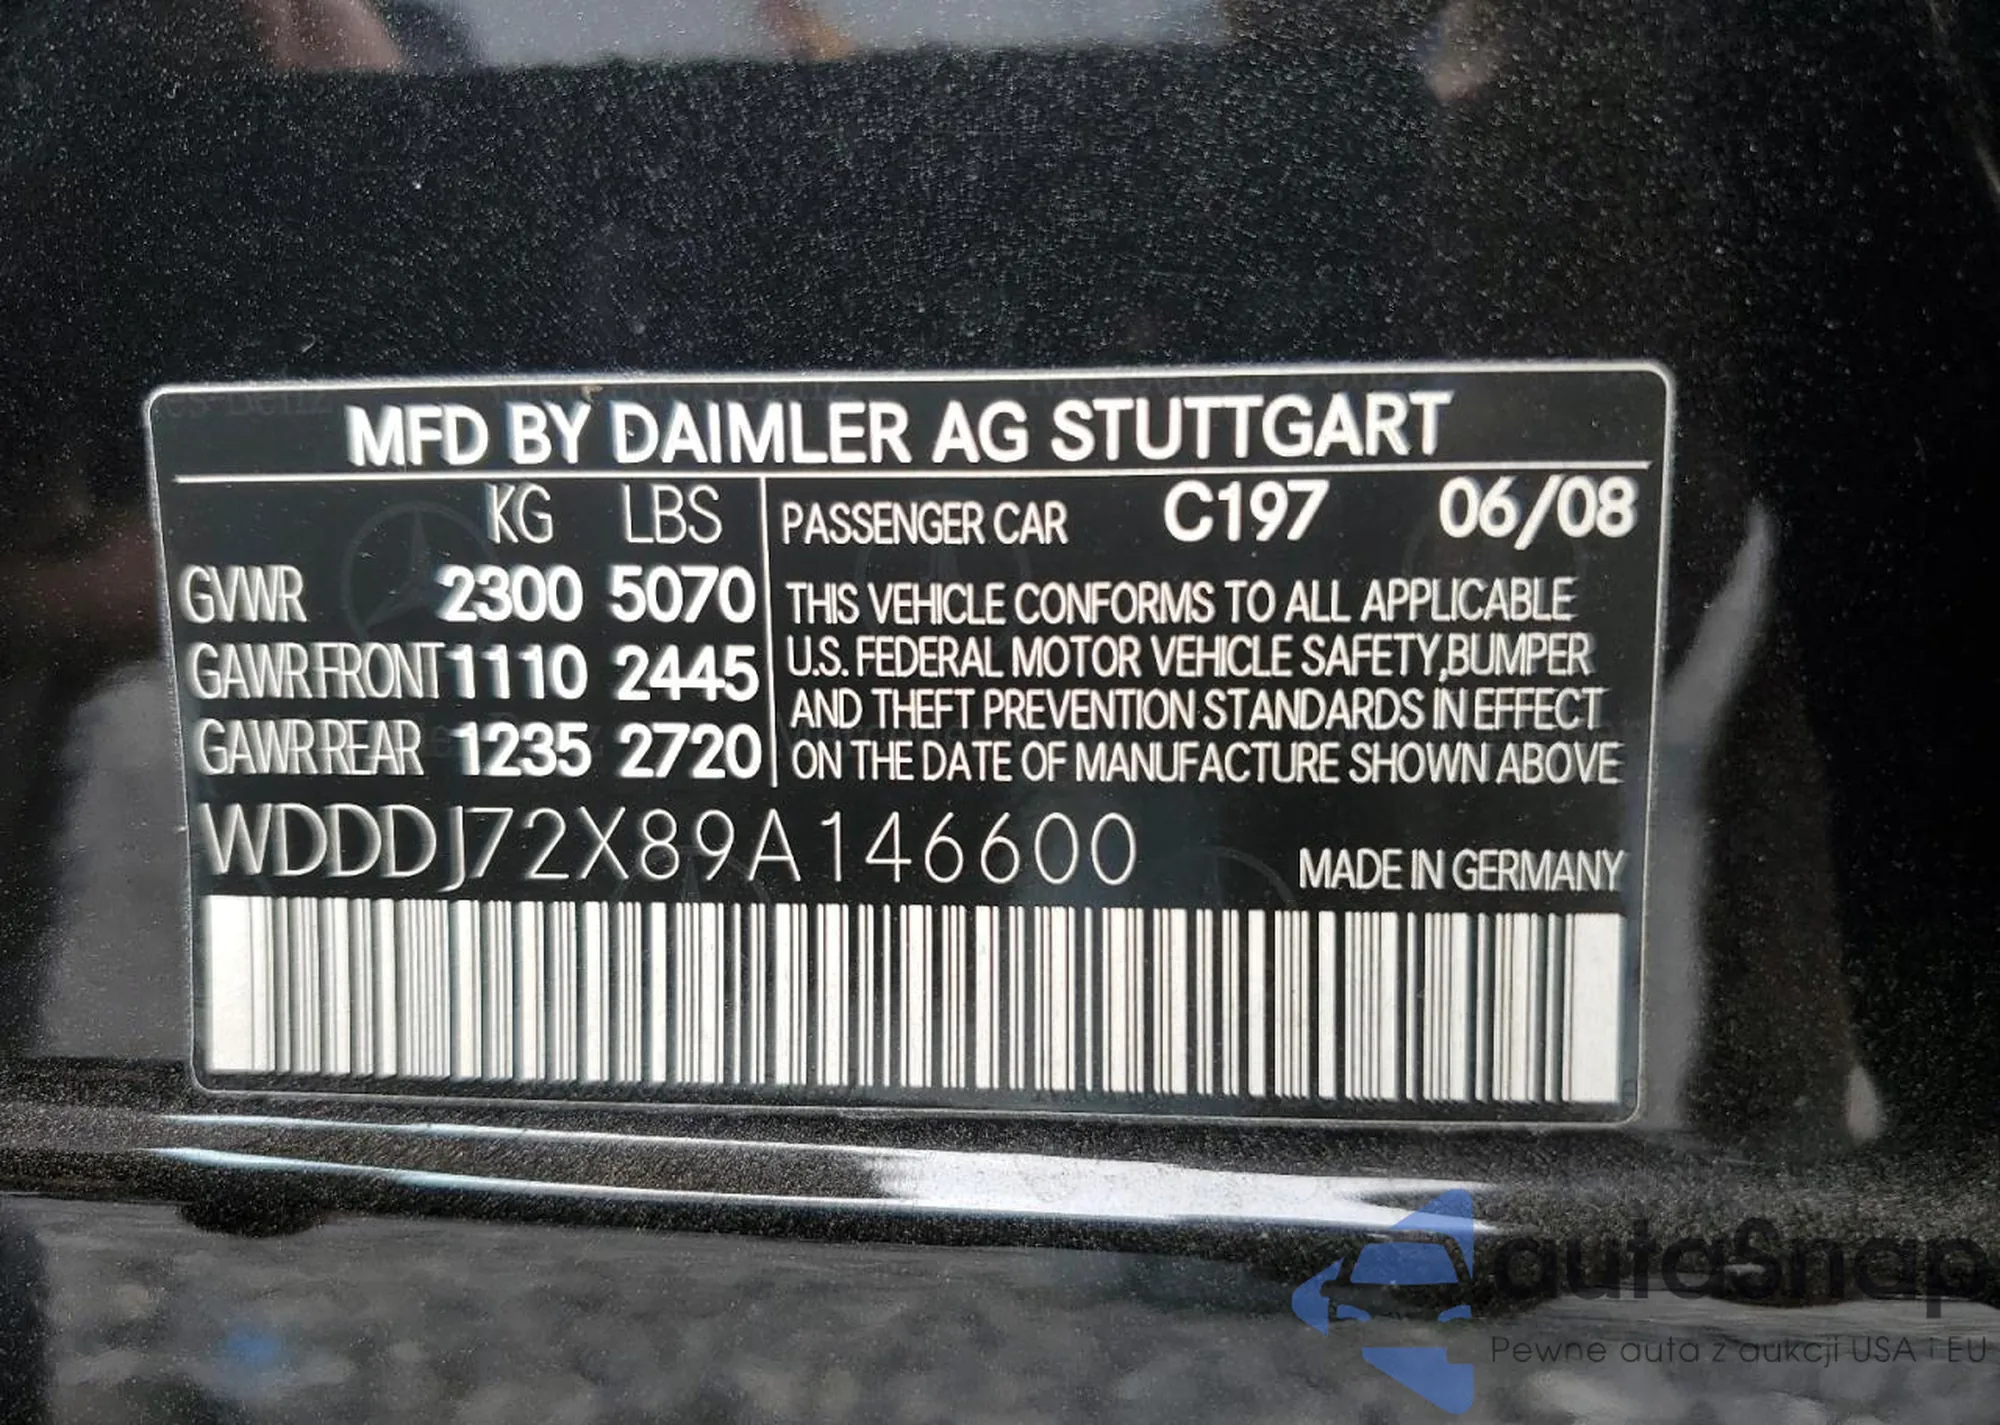 MFD BY DAIMLER AG STUTTGART
KG LBS
GVWR 2300 5070
GAWR FRONT 1110 2445
GAWR REAR 1235 2720
PASSENGER CAR C197 06/08
THIS VEHICLE CONFORMS TO ALL APPLICABLE
U.S. FEDERAL MOTOR VEHICLE SAFETY,BUMPER
AND THEFT PREVENTION STANDARDS IN EFFECT
ON THE DATE OF MANUFACTURE SHOWN ABOVE
WDDDJ72X89A146600
MADE IN GERMANY
autoSnap
Pewne auta z aukcji USA i EU